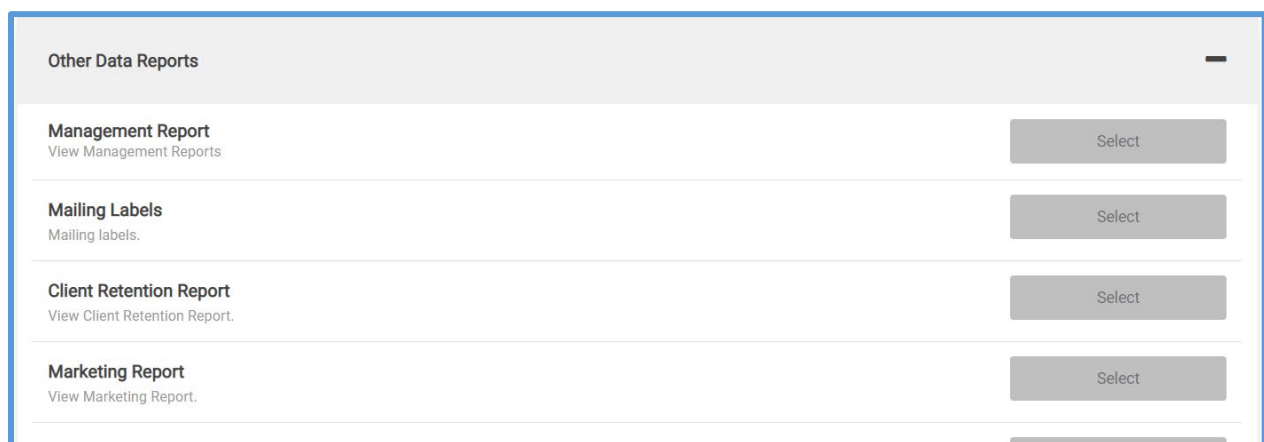 Other Data Reports
Management Report
View Management Reports
Select
Mailing Labels
Mailing labels.
Select
Client Retention Report
View Client Retention Report.
Select
Marketing Report
View Marketing Report.
Select